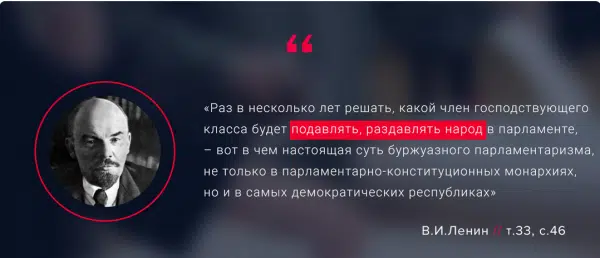 «Раз в несколько лет решать, какой член господствующего
класса будет подавлять, раздавлять народ в парламенте,
– вот в чем настоящая суть буржуазного парламентаризма,
не только в парламентарно-конституционных монархиях,
но и в самых демократических республиках»
В.И.Ленин // т.33, с.46